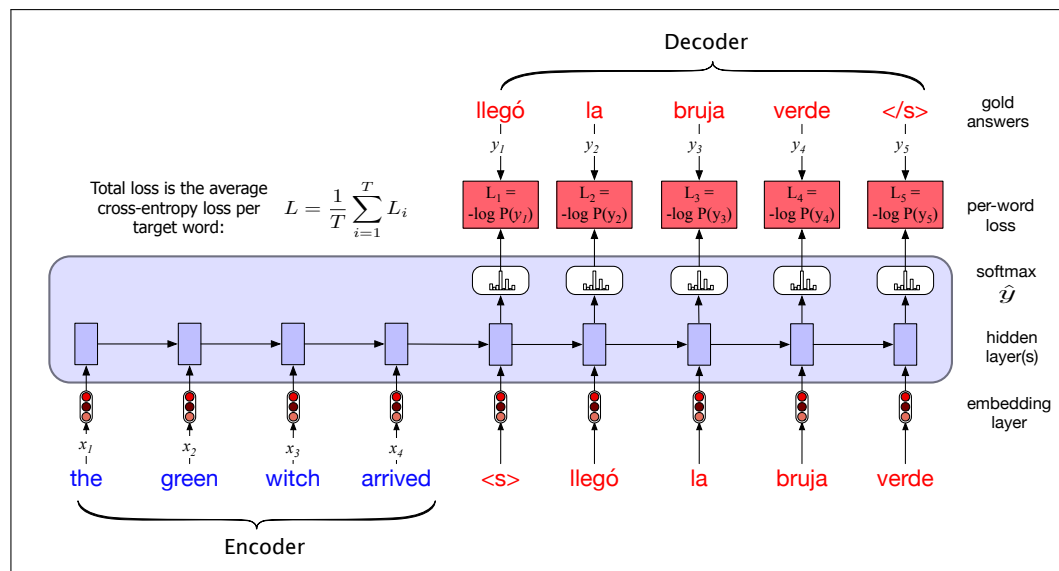 Decoder
llegó la bruja verde </s> gold answers
y1 y2 y3 y4 y5
Total loss is the average cross-entropy loss per target word:
L = 1/T ∑_{i=1}^{T} L_i
L1 = -log P(y1)
L2 = -log P(y2)
L3 = -log P(y3)
L4 = -log P(y4)
L5 = -log P(y5)
per-word loss
softmax
ŷ
hidden layer(s)
embedding layer
x1 x2 x3 x4
the green witch arrived <s> llegó la bruja verde
Encoder